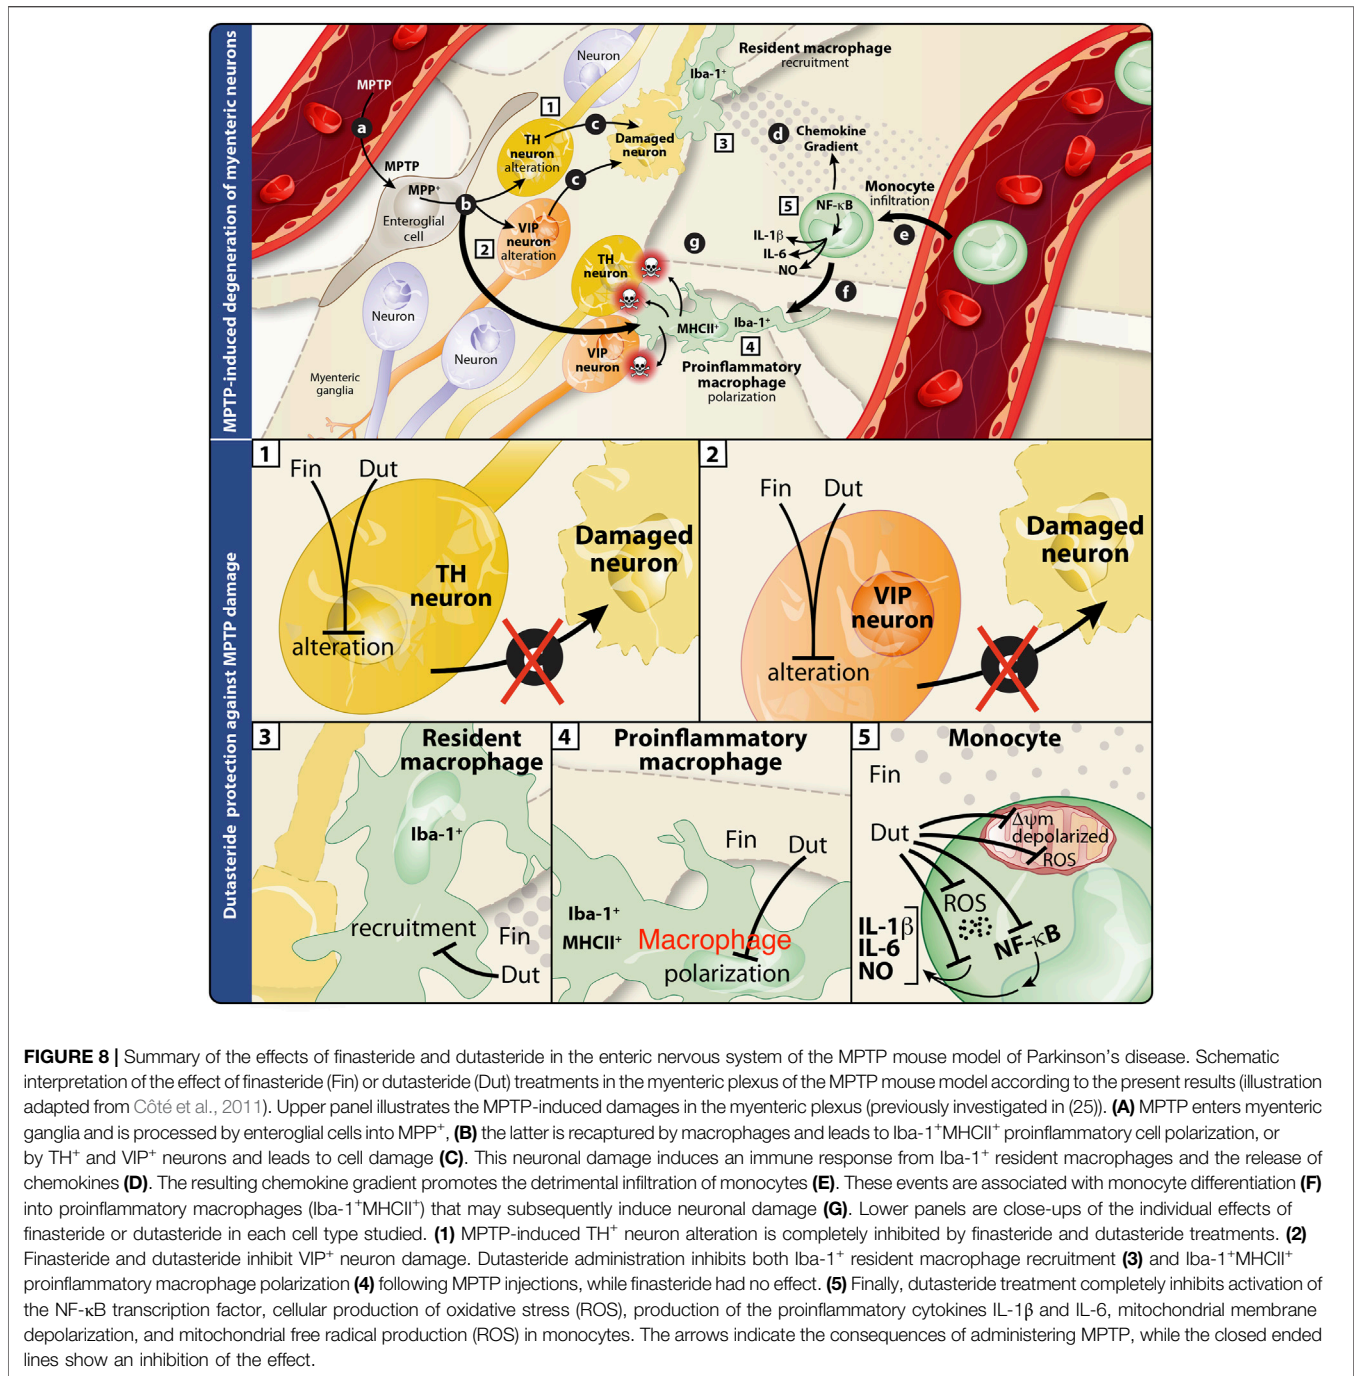 MPTP-induced degeneration of myenteric neurons
MPTP
a
MPTP
MPP+
Enteroglial
cell
b
1
TH
neuron
alteration
c
c
2
VIP
neuron
alteration
Neuron
Damaged
neuron
Iba-1+
Resident macrophage
recruitment
3
d
Chemokine
Gradient
5
NF-κB
IL-1β
IL-6
NO
Monocyte
infiltration
e
f
g
TH
neuron
VIP
neuron
MHCII+
Iba-1+
4
Proinflammatory
macrophage
polarization
Neuron
Neuron
Myenteric
ganglia
Dutasteride protection against MPTP damage
1
Fin
Dut
TH
neuron
alteration
Damaged
neuron
2
Fin
Dut
VIP
neuron
alteration
Damaged
neuron
3
Resident
macrophage
Iba-1+
recruitment
Fin
Dut
4
Proinflammatory
macrophage
Fin
Dut
Iba-1+
MHCII+
Macrophage
polarization
5
Monocyte
Fin
Dut
Δψm
depolarized
ROS
ROS
NF-κB
IL-1β
IL-6
NO
FIGURE 8 | Summary of the effects of finasteride and dutasteride in the enteric nervous system of the MPTP mouse model of Parkinson's disease. Schematic
interpretation of the effect of finasteride (Fin) or dutasteride (Dut) treatments in the myenteric plexus of the MPTP mouse model according to the present results (illustration
adapted from Côté et al., 2011). Upper panel illustrates the MPTP-induced damages in the myenteric plexus (previously investigated in (25)). (A) MPTP enters myenteric
ganglia and is processed by enteroglial cells into MPP+, (B) the latter is recaptured by macrophages and leads to Iba-1+MHCII+ proinflammatory cell polarization, or
by TH+ and VIP+ neurons and leads to cell damage (C). This neuronal damage induces an immune response from Iba-1+ resident macrophages and the release of
chemokines (D). The resulting chemokine gradient promotes the detrimental infiltration of monocytes (E). These events are associated with monocyte differentiation (F)
into proinflammatory macrophages (Iba-1+MHCII+) that may subsequently induce neuronal damage (G). Lower panels are close-ups of the individual effects of
finasteride or dutasteride in each cell type studied. (1) MPTP-induced TH+ neuron alteration is completely inhibited by finasteride and dutasteride treatments. (2)
Finasteride and dutasteride inhibit VIP+ neuron damage. Dutasteride administration inhibits both Iba-1+ resident macrophage recruitment (3) and Iba-1+MHCII+
proinflammatory macrophage polarization (4) following MPTP injections, while finasteride had no effect. (5) Finally, dutasteride treatment completely inhibits activation of
the NF-κB transcription factor, cellular production of oxidative stress (ROS), production of the proinflammatory cytokines IL-1β and IL-6, mitochondrial membrane
depolarization, and mitochondrial free radical production (ROS) in monocytes. The arrows indicate the consequences of administering MPTP, while the closed ended
lines show an inhibition of the effect.